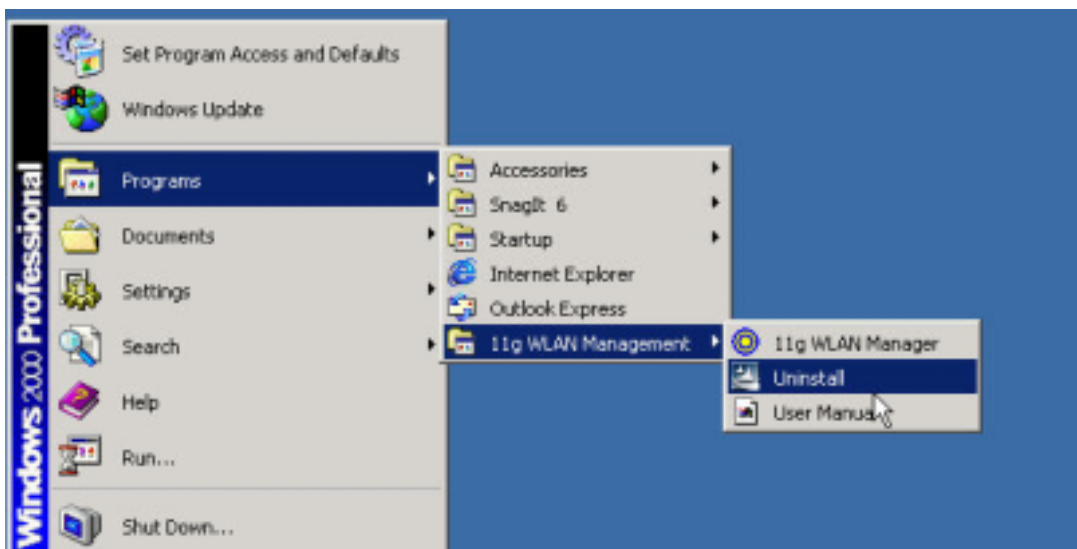 Windows 2000 Professional
Set Program Access and Defaults
Windows Update
Programs
Documents
Settings
Search
Help
Run...
Shut Down...
Accessories
SnagIt 6
Startup
Internet Explorer
Outlook Express
11g WLAN Management
11g WLAN Manager
Uninstall
User Manual